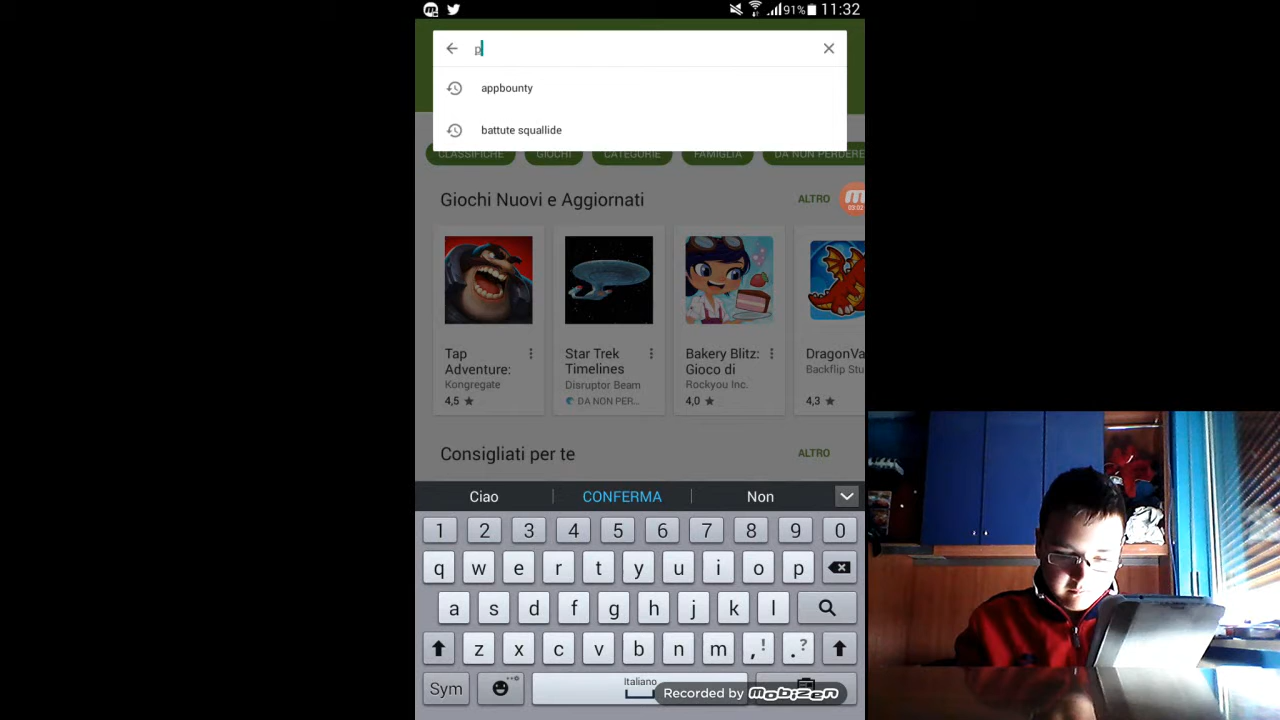 91% 11:32
p
appbounty
battute squallide
CLASSIFICHE GIOCHI CATEGORIE FAMIGLIA DA NON PERDERE
Giochi Nuovi e Aggiornati ALTRO
03:02
Tap Adventure:
Kongregate
4,5
Star Trek Timelines
Disruptor Beam
DA NON PER...
Bakery Blitz: Gioco di
Rockyou Inc.
4,0
DragonVa
Backflip Stu
4,3
Consigliati per te ALTRO
Ciao CONFERMA Non
1 2 3 4 5 6 7 8 9 0
q w e r t y u i o p
a s d f g h j k l
z x c v b n m ,! .?
Sym Italiano
Recorded by mobizen